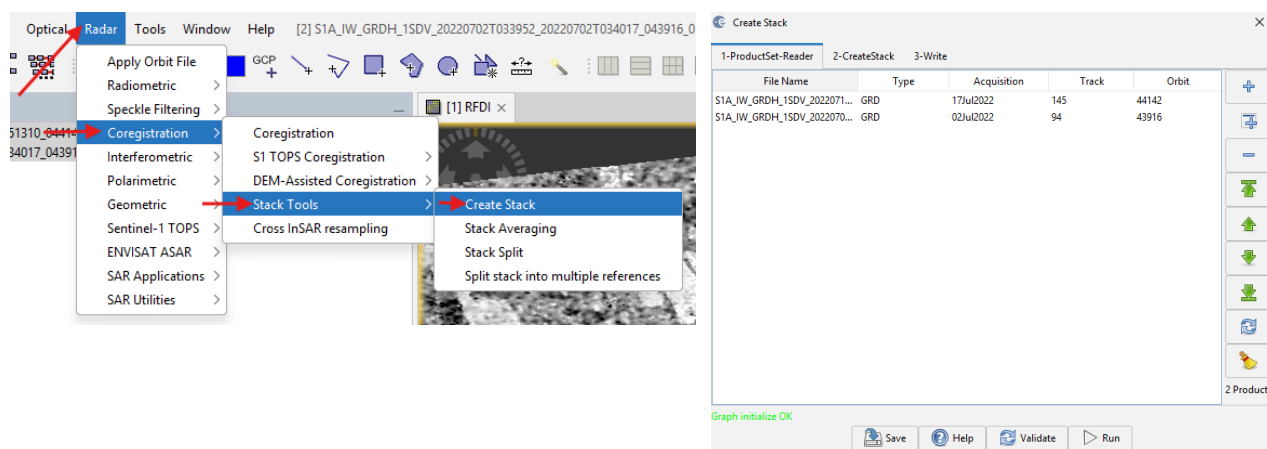 Optical Radar Tools Window Help [2] S1A_IW_GRDH_1SDV_20220702T033952_20220702T034017_043916_0
GCP
[1] RFDI
51310_04414
34017_04391
Apply Orbit File
Radiometric
Speckle Filtering
Coregistration
Interferometric
Polarimetric
Geometric
Sentinel-1 TOPS
ENVISAT ASAR
SAR Applications
SAR Utilities
Coregistration
S1 TOPS Coregistration
DEM-Assisted Coregistration
Stack Tools
Cross InSAR resampling
Create Stack
Stack Averaging
Stack Split
Split stack into multiple references
Create Stack
1-ProductSet-Reader 2-CreateStack 3-Write
File Name Type Acquisition Track Orbit
S1A_IW_GRDH_1SDV_2022071... GRD 17Jul2022 145 44142
S1A_IW_GRDH_1SDV_2022070... GRD 02Jul2022 94 43916
2 Product
Graph initialize OK
Save Help Validate Run